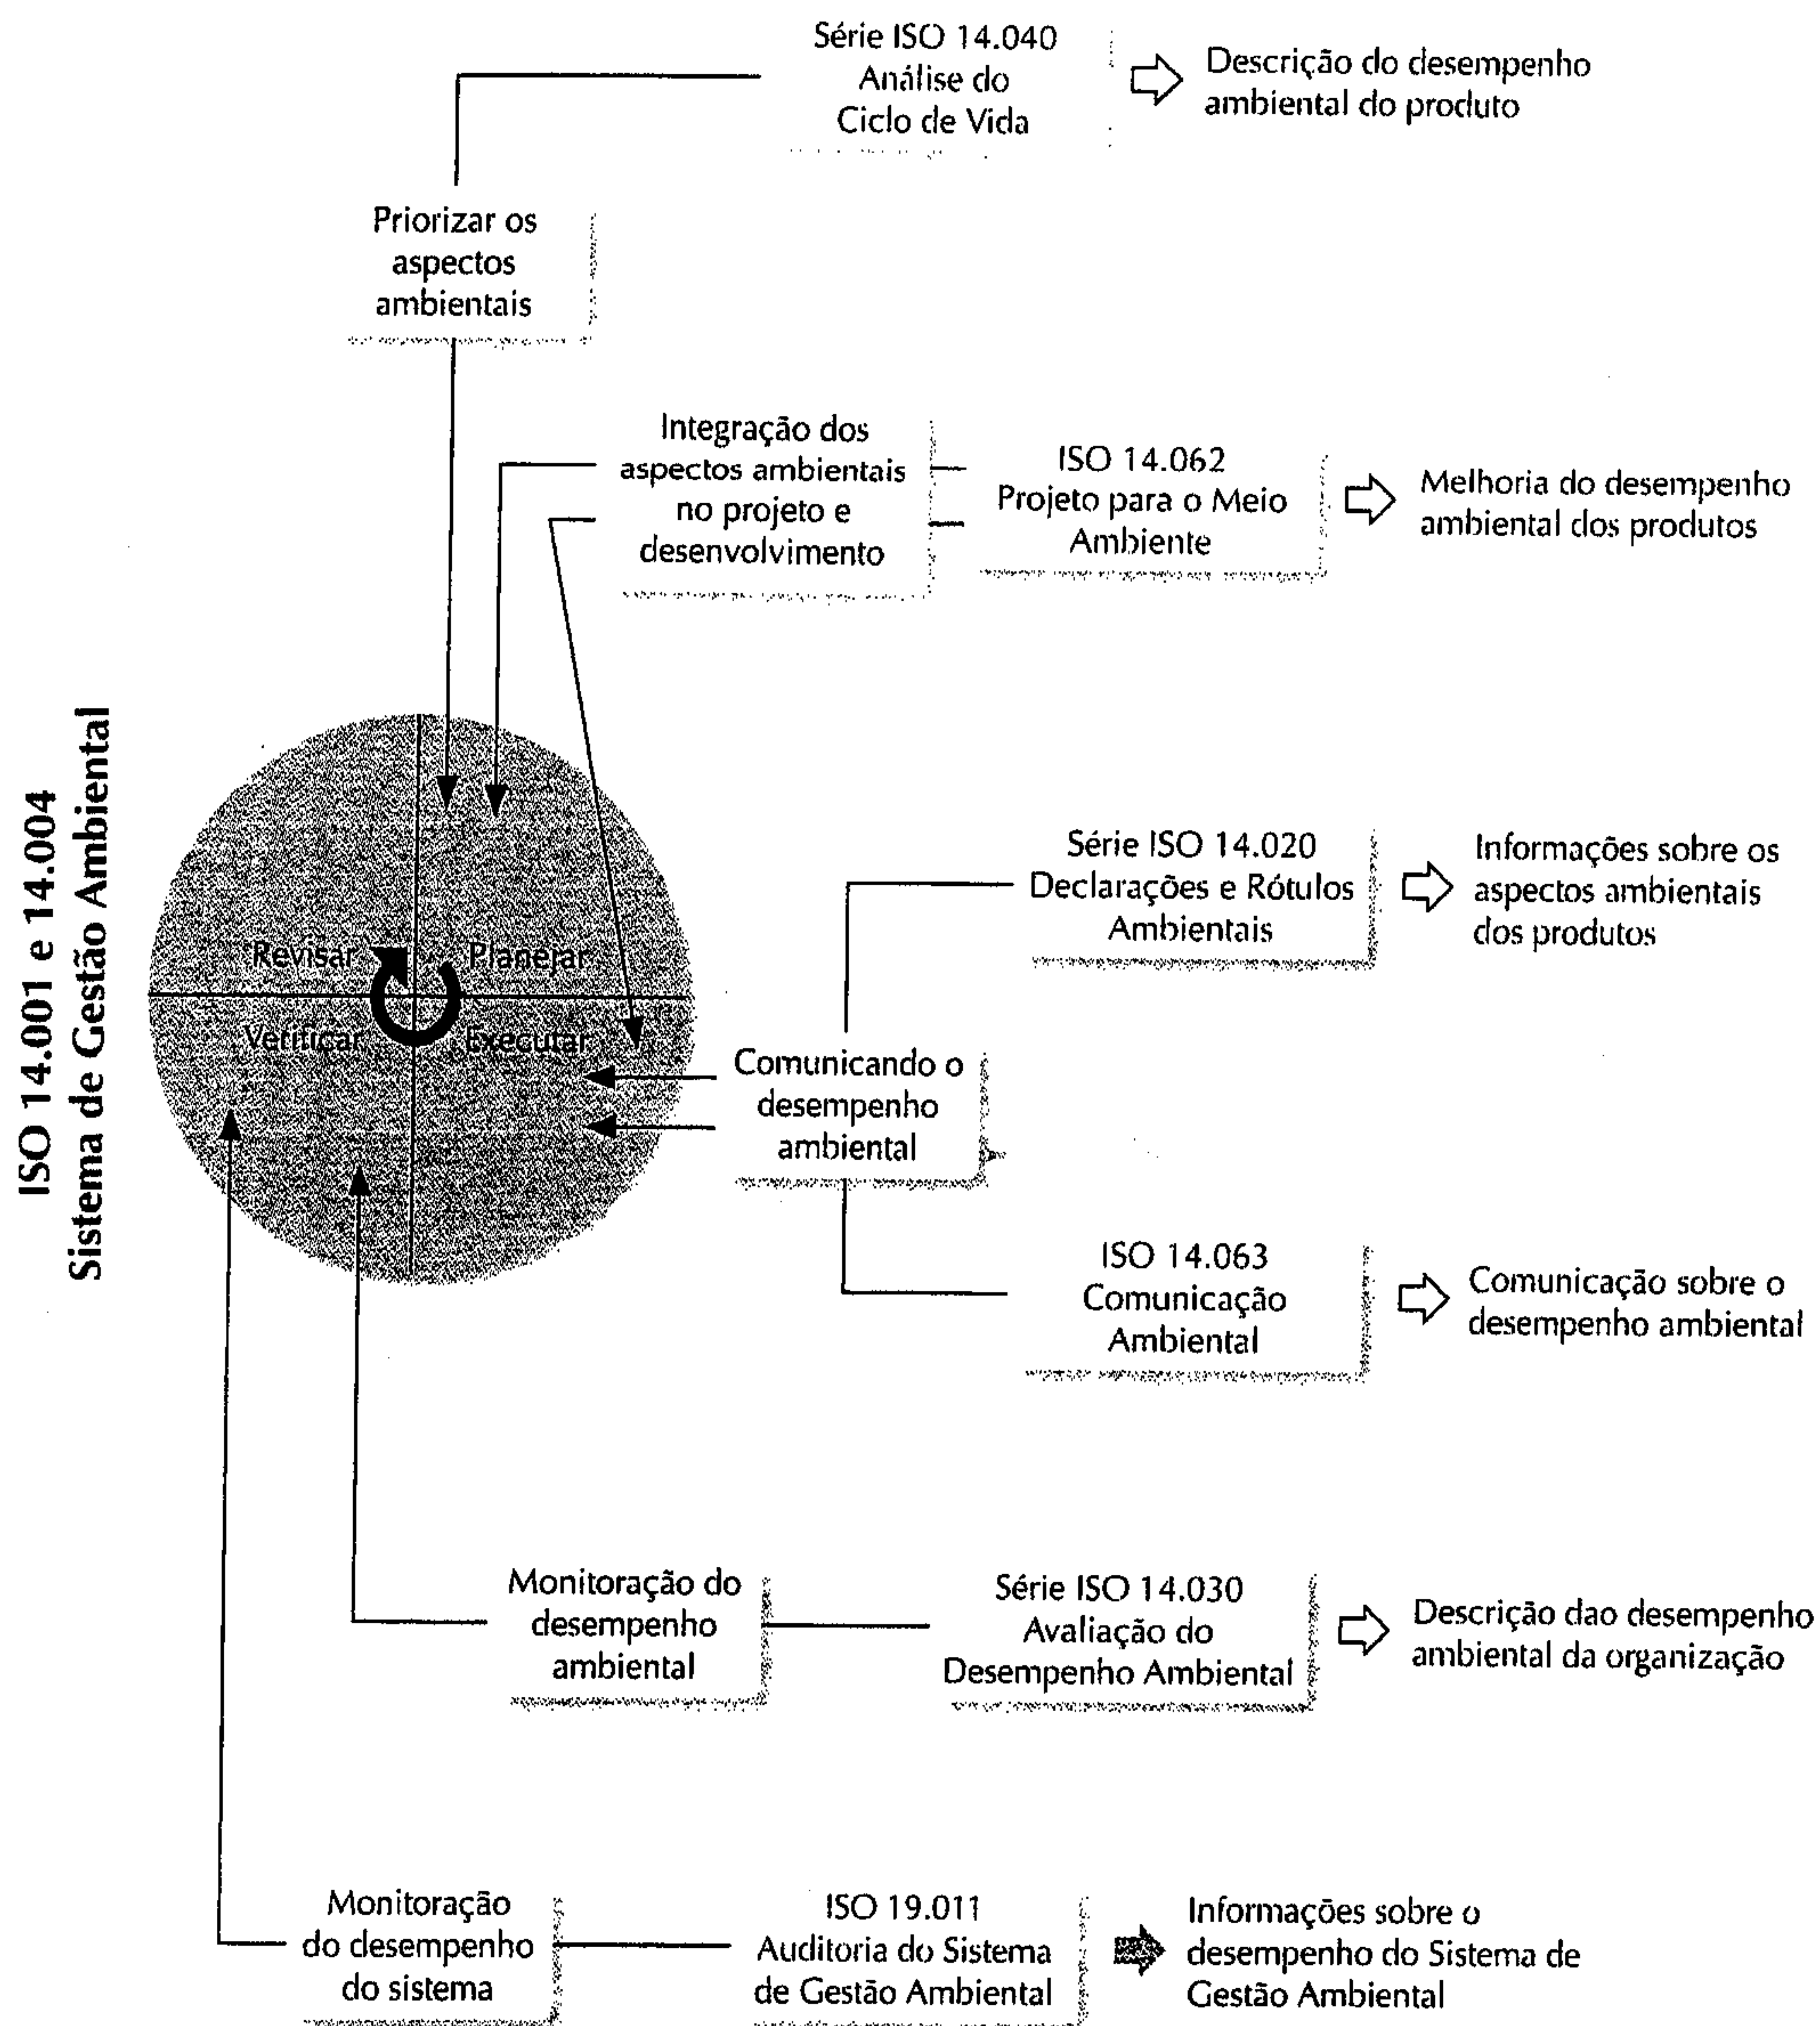 Série ISO 14.040
Análise do
Ciclo de Vida
Descrição do desempenho
ambiental do produto
Priorizar os
aspectos
ambientais
Integração dos
aspectos ambientais
no projeto e
desenvolvimento
ISO 14.062
Projeto para o Meio
Ambiente
Melhoria do desempenho
ambiental dos produtos
ISO 14.001 e 14.004
Sistema de Gestão Ambiental
Revisar
Planejar
Verificar
Executar
Série ISO 14.020
Declarações e Rótulos
Ambientais
Informações sobre os
aspectos ambientais
dos produtos
Comunicando o
desempenho
ambiental
ISO 14.063
Comunicação
Ambiental
Comunicação sobre o
desempenho ambiental
Monitoração do
desempenho
ambiental
Série ISO 14.030
Avaliação do
Desempenho Ambiental
Descrição dao desempenho
ambiental da organização
Monitoração
do desempenho
do sistema
ISO 19.011
Auditoria do Sistema
de Gestão Ambiental
Informações sobre o
desempenho do Sistema de
Gestão Ambiental